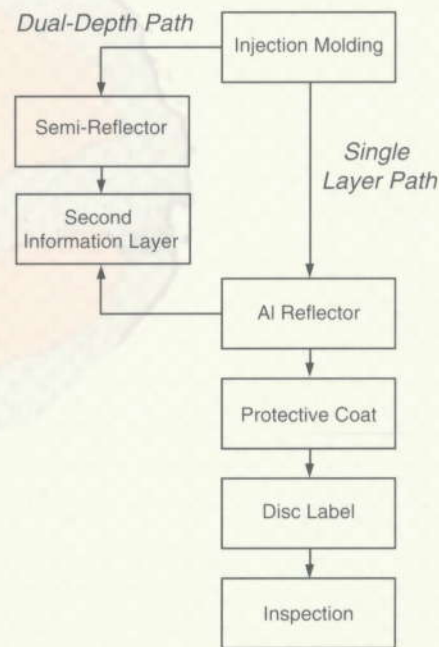 Dual-Depth Path
Injection Molding
Semi-Reflector
Single
Layer Path
Second
Information Layer
Al Reflector
Protective Coat
Disc Label
Inspection